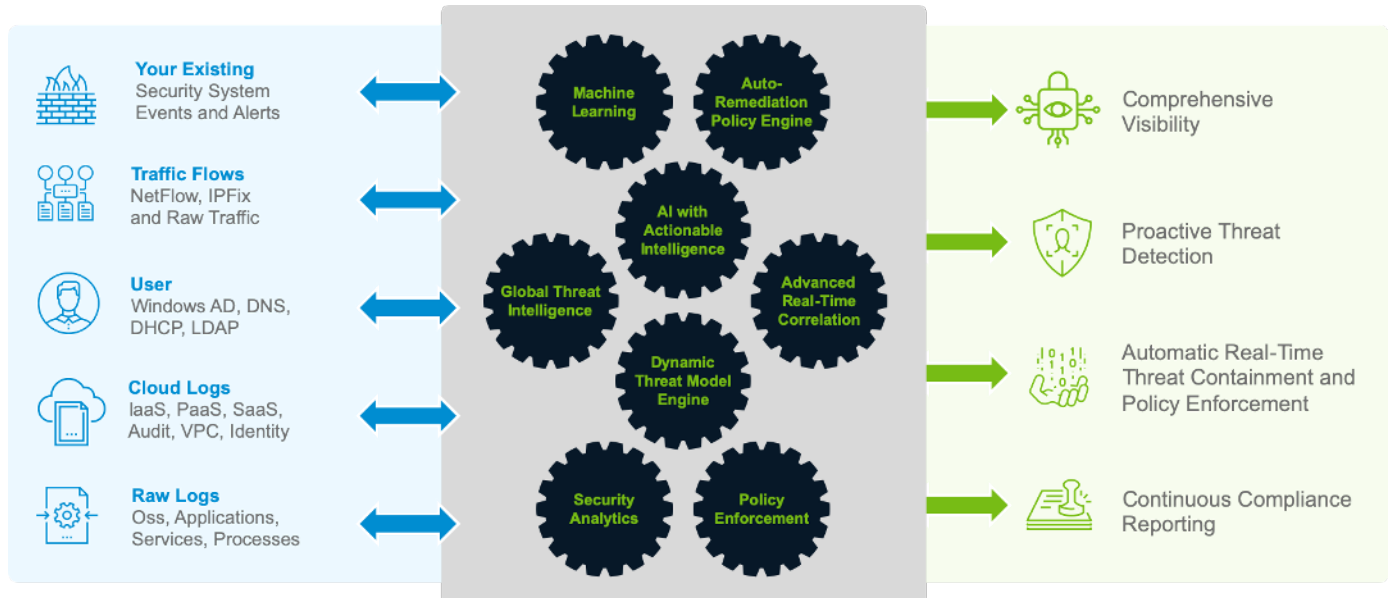 Your Existing
Security System
Events and Alerts
Traffic Flows
NetFlow, IPFix
and Raw Traffic
User
Windows AD, DNS,
DHCP, LDAP
Cloud Logs
IaaS, PaaS, SaaS,
Audit, VPC, Identity
Raw Logs
Oss, Applications,
Services, Processes
Machine
Learning
Auto-
Remediation
Policy Engine
AI with
Actionable
Intelligence
Global Threat
Intelligence
Advanced
Real-Time
Correlation
Dynamic
Threat Model
Engine
Security
Analytics
Policy
Enforcement
Comprehensive
Visibility
Proactive Threat
Detection
Automatic Real-Time
Threat Containment and
Policy Enforcement
Continuous Compliance
Reporting